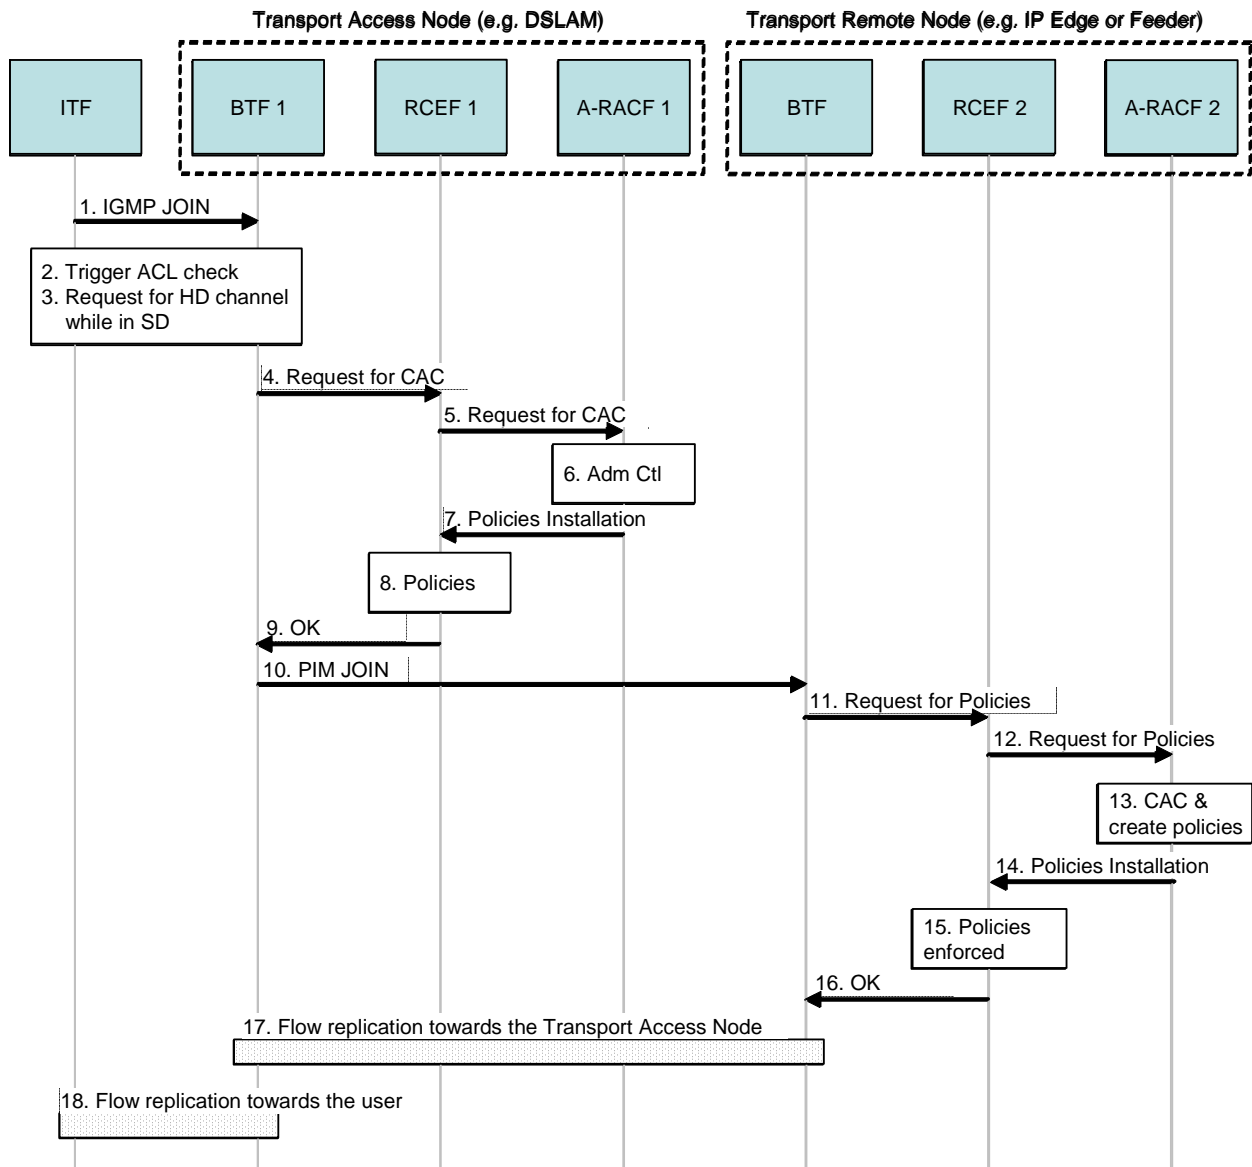 Transport Access Node (e.g. DSLAM)
Transport Remote Node (e.g. IP Edge or Feeder)
ITF
BTF 1
RCEF 1
A-RACF 1
BTF
RCEF 2
A-RACF 2
1. IGMP JOIN
2. Trigger ACL check
3. Request for HD channel
while in SD
4. Request for CAC
5. Request for CAC
6. Adm Ctl
7. Policies Installation
8. Policies
9. OK
10. PIM JOIN
11. Request for Policies
12. Request for Policies
13. CAC &
create policies
14. Policies Installation
15. Policies
enforced
16. OK
17. Flow replication towards the Transport Access Node
18. Flow replication towards the user